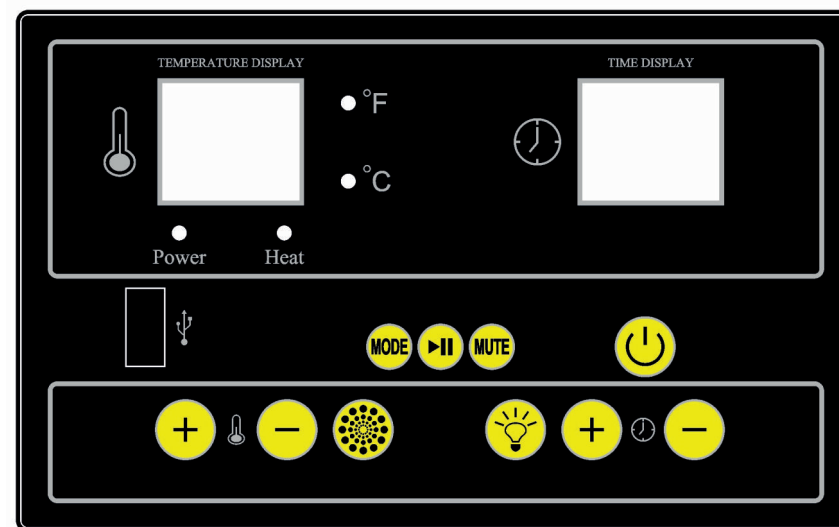 TEMPERATURE DISPLAY
TIME DISPLAY
°F
°C
Power
Heat
MODE
MUTE